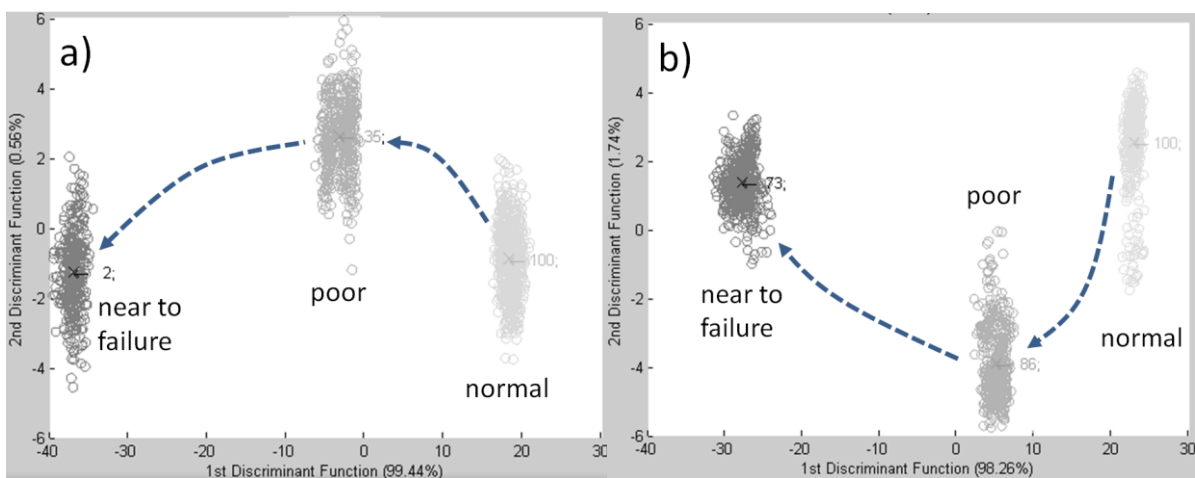 a)
6
4
2
0
-2
-4
-6
2nd Discriminant Function (0.56%)
35;
100;
2;
poor
near to
failure
normal
-40
-30
-20
-10
0
10
20
30
1st Discriminant Function (99.44%)
b)
6
4
2
0
-2
-4
-6
2nd Discriminant Function (1.74%)
100;
73;
poor
86;
near to
failure
normal
-40
-30
-20
-10
0
10
20
30
1st Discriminant Function (98.26%)